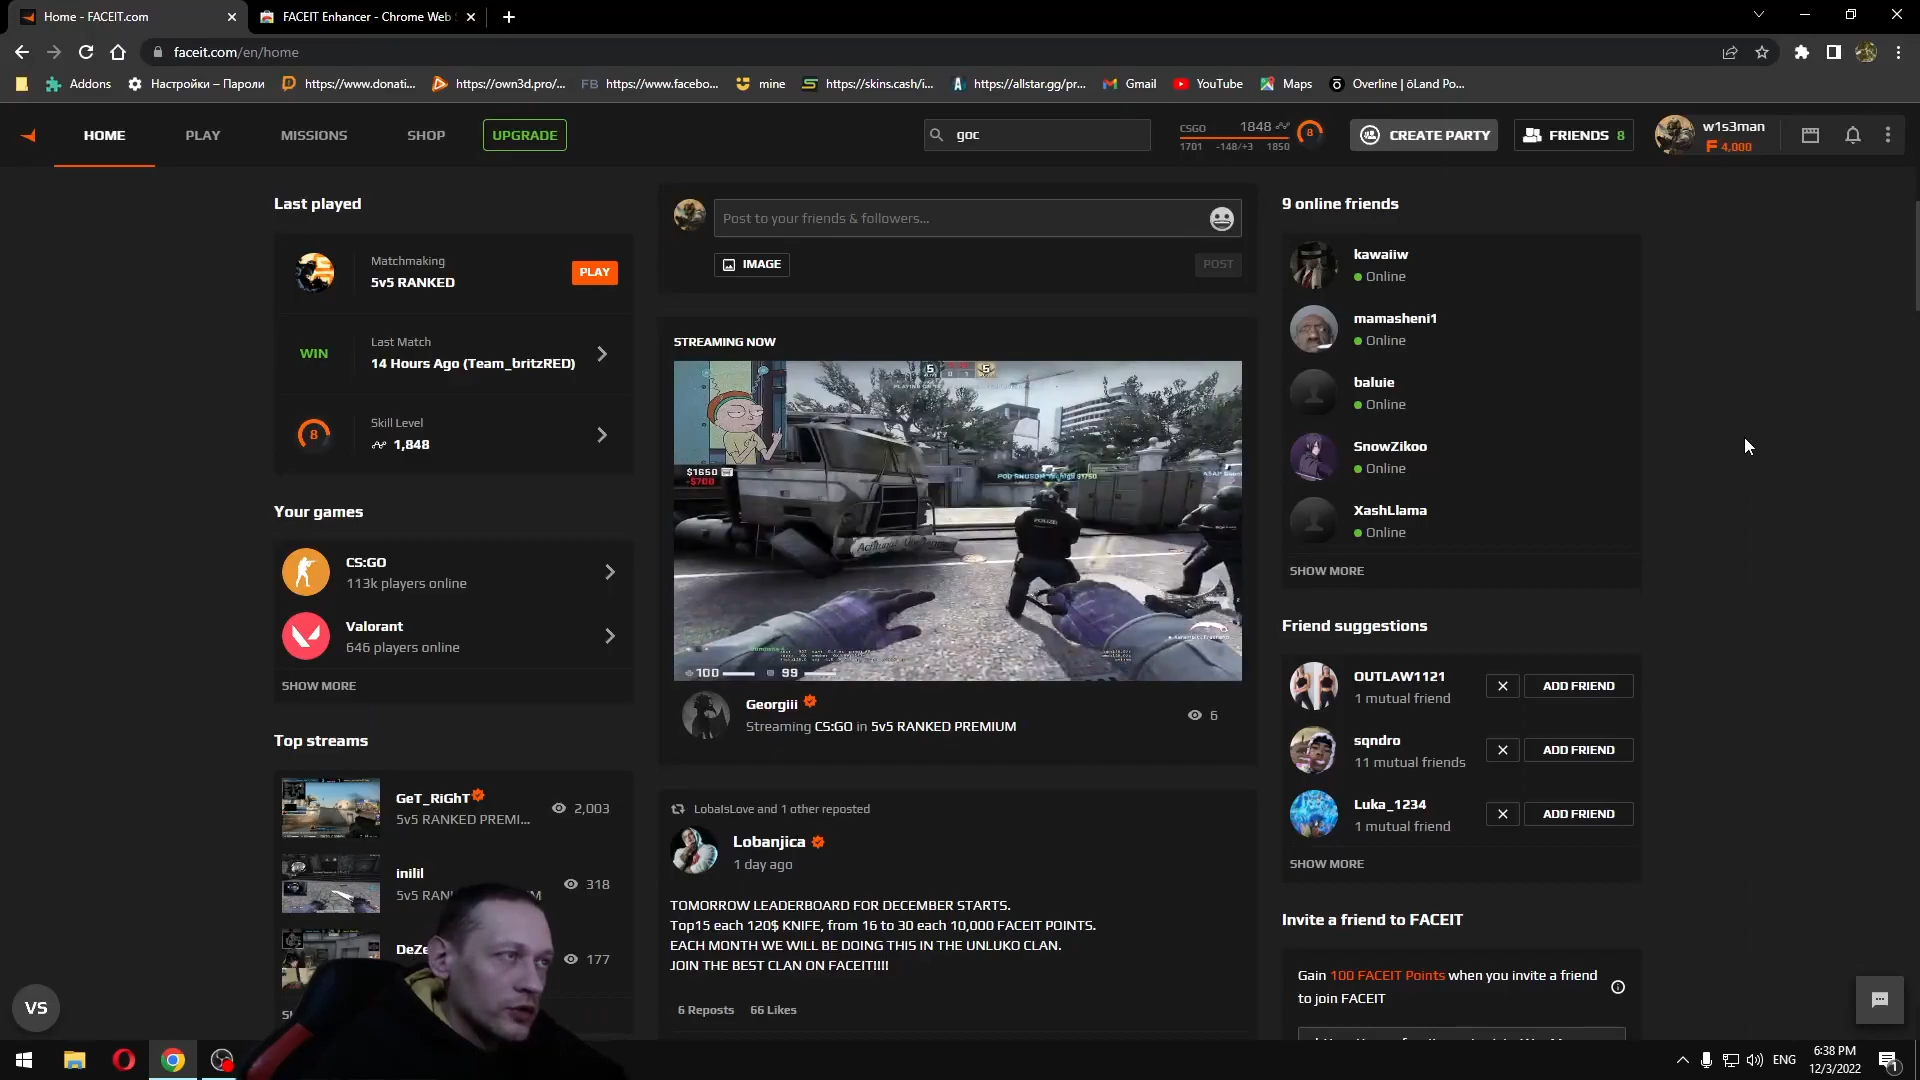 Home - FACEIT.com
FACEIT Enhancer - Chrome Web
faceit.com/en/home
Addons
Настройки – Пароли
https://www.donati...
https://own3d.pro/...
FB
https://www.facebo...
mine
https://skins.cash/i...
https://allstar.gg/pr...
Gmail
YouTube
Maps
Overline | ōLand Po...
HOME
PLAY
MISSIONS
SHOP
UPGRADE
goc
CSGO
1848
8
1701
-148/+3
1850
CREATE PARTY
FRIENDS 8
w1s3man
4,000
Last played
Matchmaking
5v5 RANKED
PLAY
WIN
Last Match
14 Hours Ago (Team_britzRED)
8
Skill Level
1,848
Your games
CS:GO
113k players online
Valorant
646 players online
SHOW MORE
Top streams
GeT_RiGhT
5v5 RANKED PREMI...
2,003
inilil
318
177
VS
Post to your friends & followers...
IMAGE
POST
STREAMING NOW
5
5
$1650
-$700
POLIZEI
100
99
Georgiii
Streaming CS:GO in 5v5 RANKED PREMIUM
6
LobaIsLove and 1 other reposted
Lobanjica
1 day ago
TOMORROW LEADERBOARD FOR DECEMBER STARTS.
Top15 each 120$ KNIFE, from 16 to 30 each 10,000 FACEIT POINTS.
EACH MONTH WE WILL BE DOING THIS IN THE UNLUKO CLAN.
JOIN THE BEST CLAN ON FACEIT!!!!
6 Reposts
66 Likes
9 online friends
kawaiiw
Online
mamasheni1
Online
baluie
Online
SnowZikoo
Online
XashLlama
Online
SHOW MORE
Friend suggestions
OUTLAW1121
1 mutual friend
ADD FRIEND
sqndro
11 mutual friends
ADD FRIEND
Luka_1234
1 mutual friend
ADD FRIEND
SHOW MORE
Invite a friend to FACEIT
Gain 100 FACEIT Points when you invite a friend
to join FACEIT
ENG
6:38 PM
12/3/2022
1